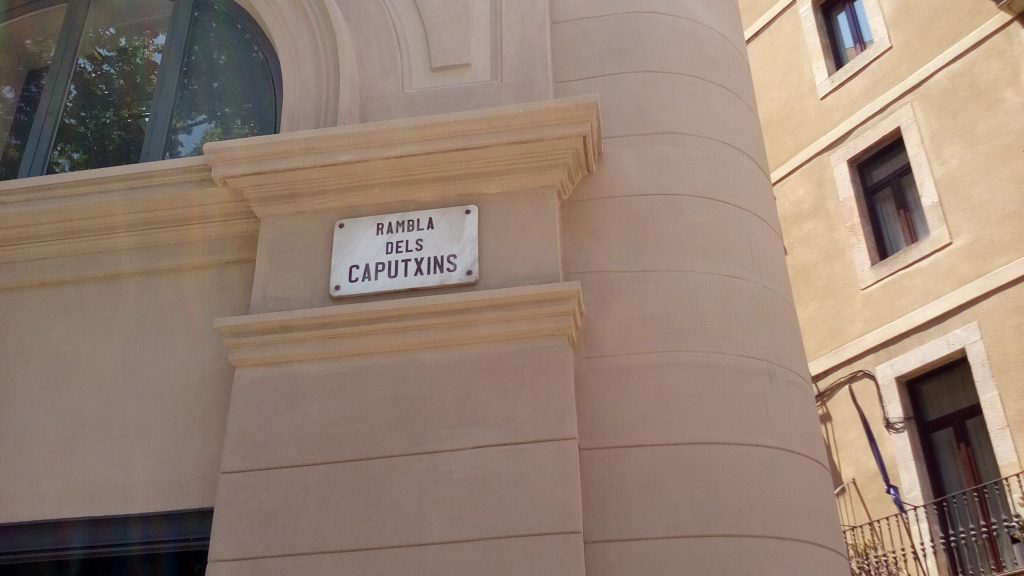 RAMBLA
DELS
CAPUTXINS